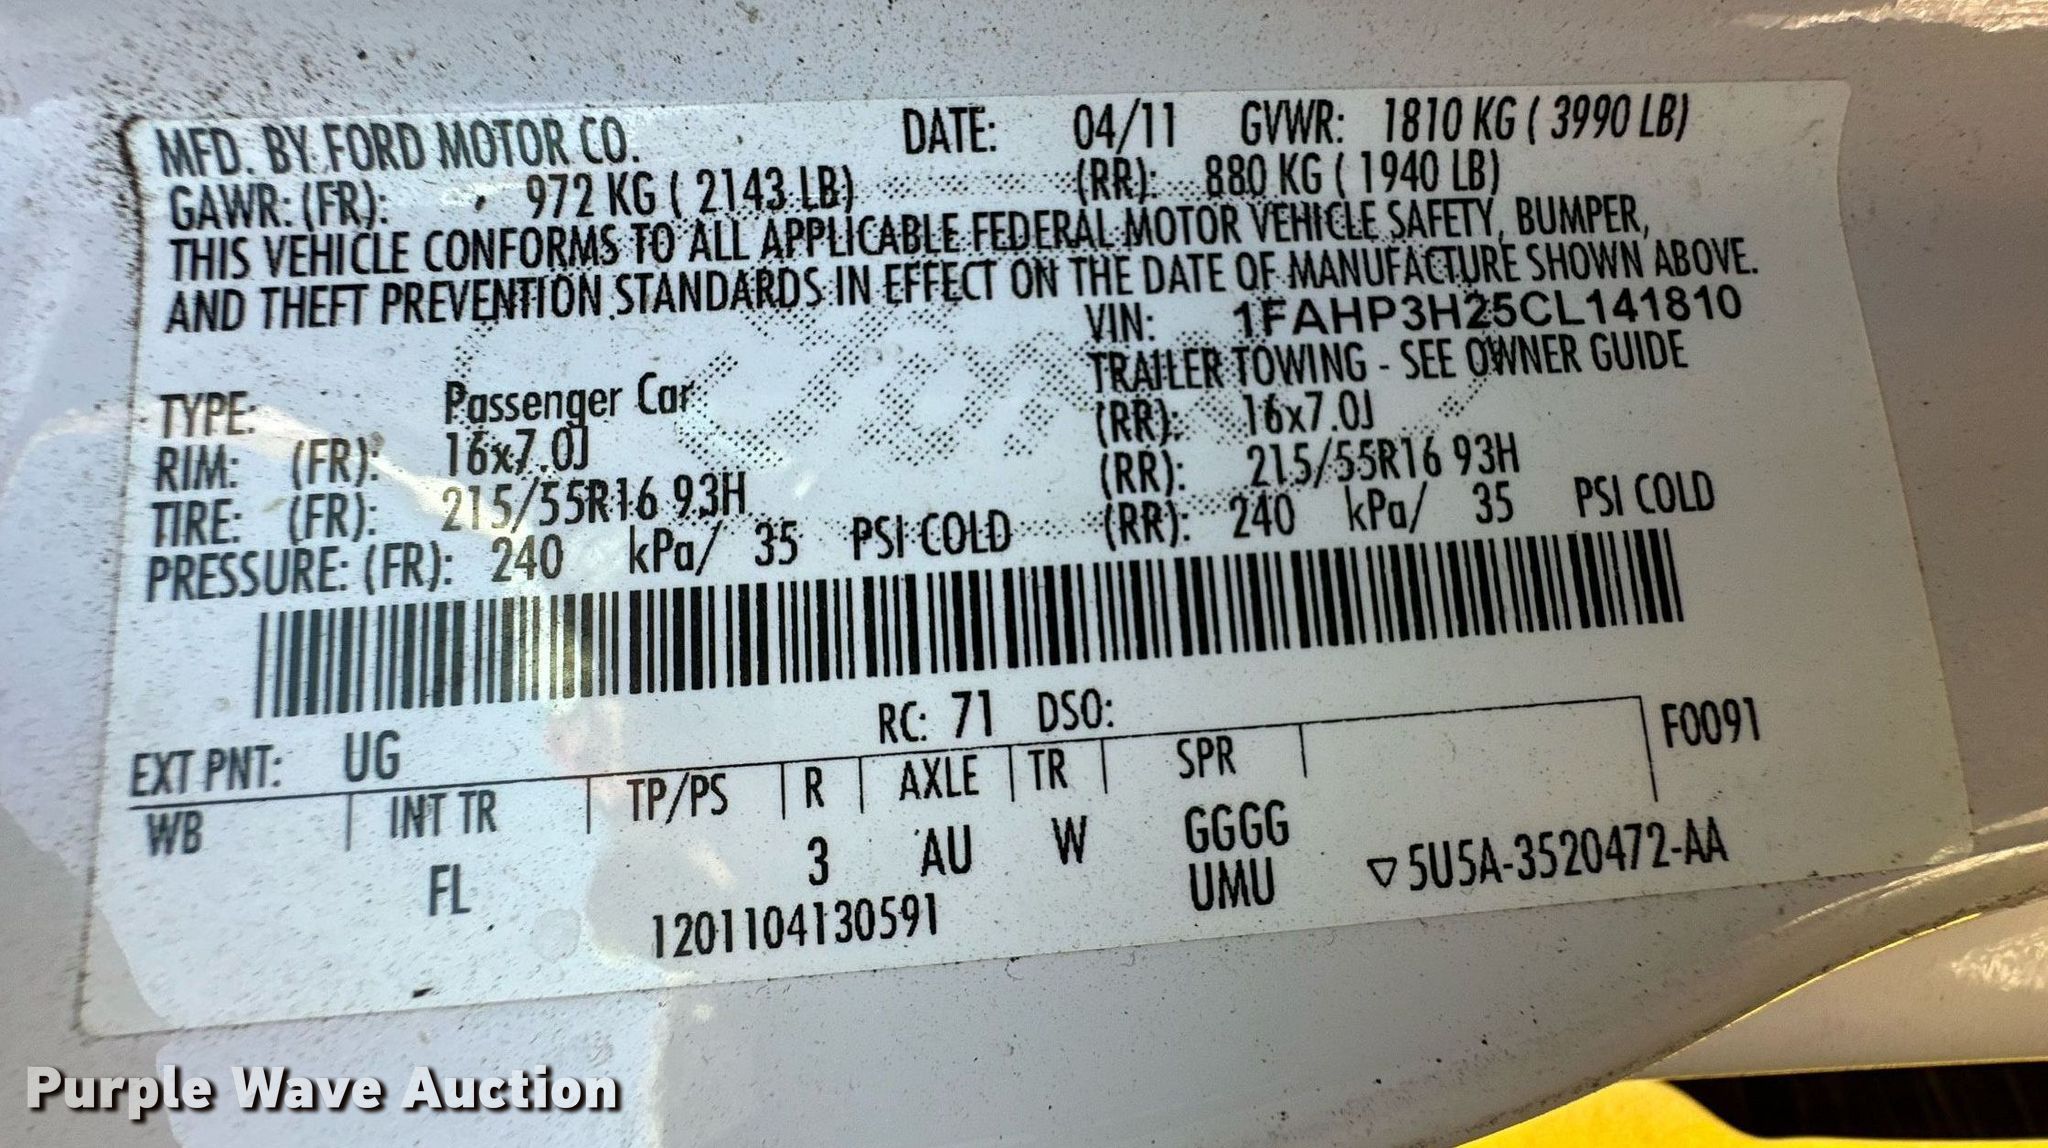 MFD. BY FORD MOTOR CO. DATE: 04/11 GVWR: 1810 KG ( 3990 LB)
GAWR: (FR): 972 KG ( 2143 LB) (RR): 880 KG ( 1940 LB)
THIS VEHICLE CONFORMS TO ALL APPLICABLE FEDERAL MOTOR VEHICLE SAFETY, BUMPER,
AND THEFT PREVENTION STANDARDS IN EFFECT ON THE DATE OF MANUFACTURE SHOWN ABOVE.
VIN: 1FAHP3H25CL141810
TRAILER TOWING - SEE OWNER GUIDE
TYPE: Passenger Car
RIM: (FR): 16x7.0J (RR): 16x7.0J
TIRE: (FR): 215/55R16 93H (RR): 215/55R16 93H
PRESSURE: (FR): 240 kPa/ 35 PSI COLD (RR): 240 kPa/ 35 PSI COLD
EXT PNT: UG RC: 71 DSO: F0091
WB INT TR TP/PS R AXLE TR SPR
FL 3 AU W GGGG
UMU ▽5U5A-3520472-AA
1201104130591
Purple Wave Auction